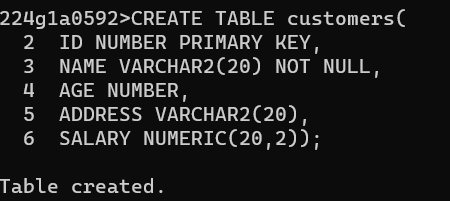 224g1a0592>CREATE TABLE customers(
2 ID NUMBER PRIMARY KEY,
3 NAME VARCHAR2(20) NOT NULL,
4 AGE NUMBER,
5 ADDRESS VARCHAR2(20),
6 SALARY NUMERIC(20,2));
Table created.